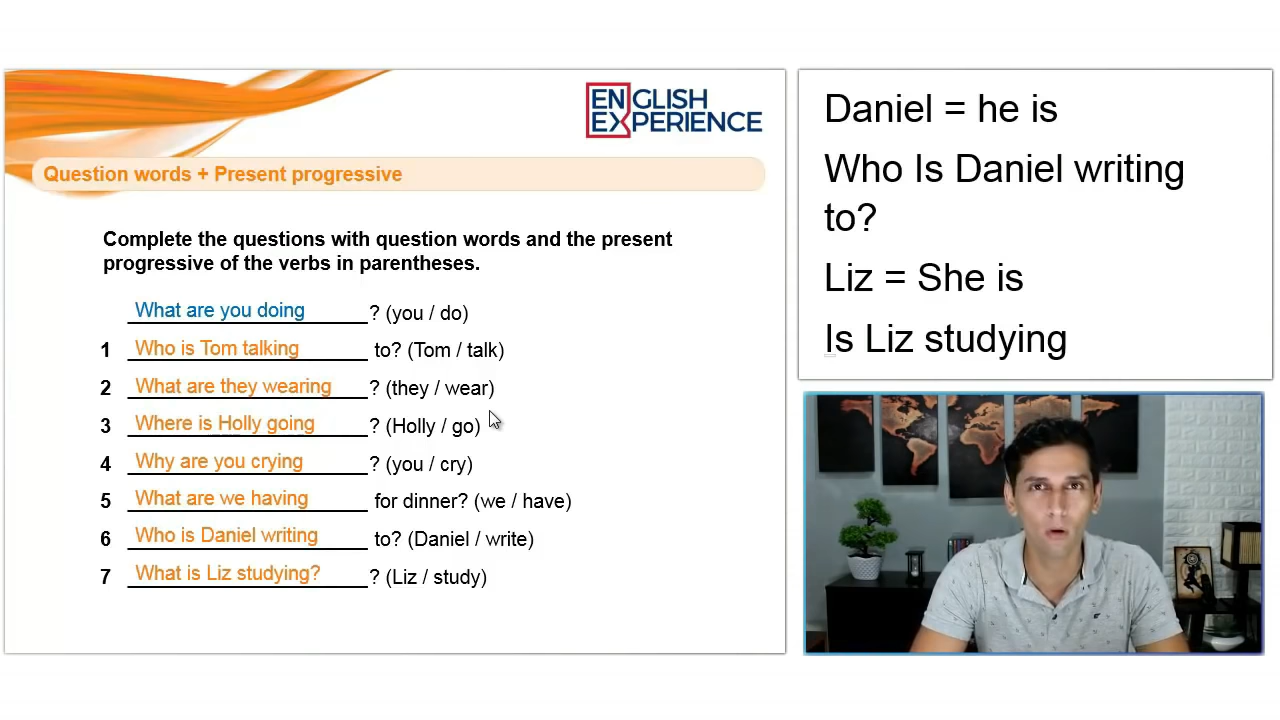 ENGLISH
EXPERIENCE
Question words + Present progressive
Complete the questions with question words and the present
progressive of the verbs in parentheses.
What are you doing ? (you / do)
1 Who is Tom talking to? (Tom / talk)
2 What are they wearing ? (they / wear)
3 Where is Holly going ? (Holly / go)
4 Why are you crying ? (you / cry)
5 What are we having for dinner? (we / have)
6 Who is Daniel writing to? (Daniel / write)
7 What is Liz studying? ? (Liz / study)
Daniel = he is
Who Is Daniel writing
to?
Liz = She is
Is Liz studying